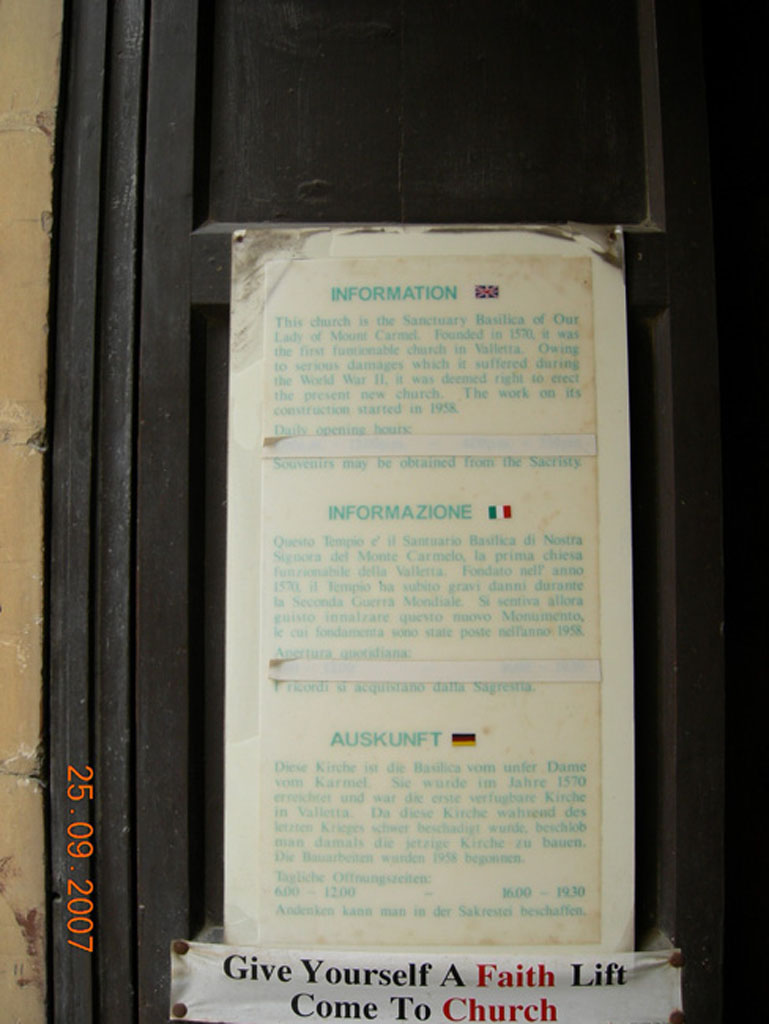 INFORMATION
This church is the Sanctuary Basilica of Our
Lady of Mount Carmel. Founded in 1570, it was
the first funtionable church in Valletta. Owing
to serious damages which it suffered during
the World War II, it was deemed right to erect
the present new church. The work on its
construction started in 1958.
Daily opening hours:
Souvenirs may be obtained from the Sacristy.
INFORMAZIONE
Questo Tempio e' il Santuario Basilica di Nostra
Signora del Monte Carmelo, la prima chiesa
funzionabile della Valletta. Fondato nell' anno
1570, il Tempio ha subito gravi danni durante
la Seconda Guerra Mondiale. Si sentiva allora
guisto innalzare questo nuovo Monumento,
le cui fondamenta sono state poste nell'anno 1958.
Apertura quotidiana:
I ricordi si acquistano dalla Sagrestia.
AUSKUNFT
Diese Kirche ist die Basilica vom unfer Dame
vom Karmel. Sie wurde im Jahre 1570
erreichtet und war die erste verfugbare Kirche
in Valletta. Da diese Kirche wahrend des
letzten Krieges schwer beschadigt wurde, beschlob
man damals die jetzige Kirche zu bauen.
Die Bauarbeiten wurden 1958 begonnen.
Tagliche Offnungszeiten:
6.00 - 12.00 - 16.00 - 19.30
Andenken kann man in der Sakrestei beschaffen.
Give Yourself A Faith Lift
Come To Church
25.09.2007